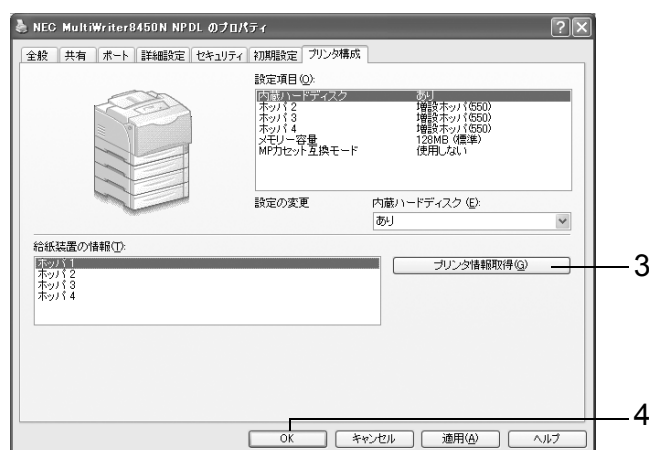 NEC MultiWriter8450N NPDL のプロパティ
全般 共有 ポート 詳細設定 セキュリティ 初期設定 プリンタ構成
設定項目(O):
内蔵ハードディスク あり
ホッパ 2 増設ホッパ(550)
ホッパ 3 増設ホッパ(550)
ホッパ 4 増設ホッパ(550)
メモリー容量 128MB (標準)
MPカセット互換モード 使用しない
設定の変更 内蔵ハードディスク (E):
あり
給紙装置の情報(T):
ホッパ 1
ホッパ 2
ホッパ 3
ホッパ 4
プリンタ情報取得(G)
3
4
OK キャンセル 適用(A) ヘルプ